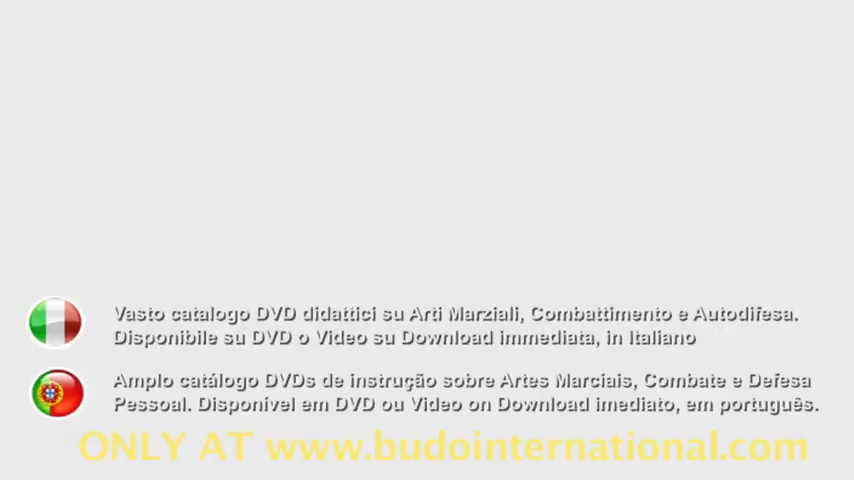 Vasto catalogo DVD didattici su Arti Marziali, Combattimento e Autodifesa.
Disponibile su DVD o Video su Download immediata, in Italiano
Amplo catálogo DVDs de instrução sobre Artes Marciais, Combate e Defesa
Pessoal. Disponível em DVD ou Video on Download imediato, em português.
ONLY AT www.budointernational.com